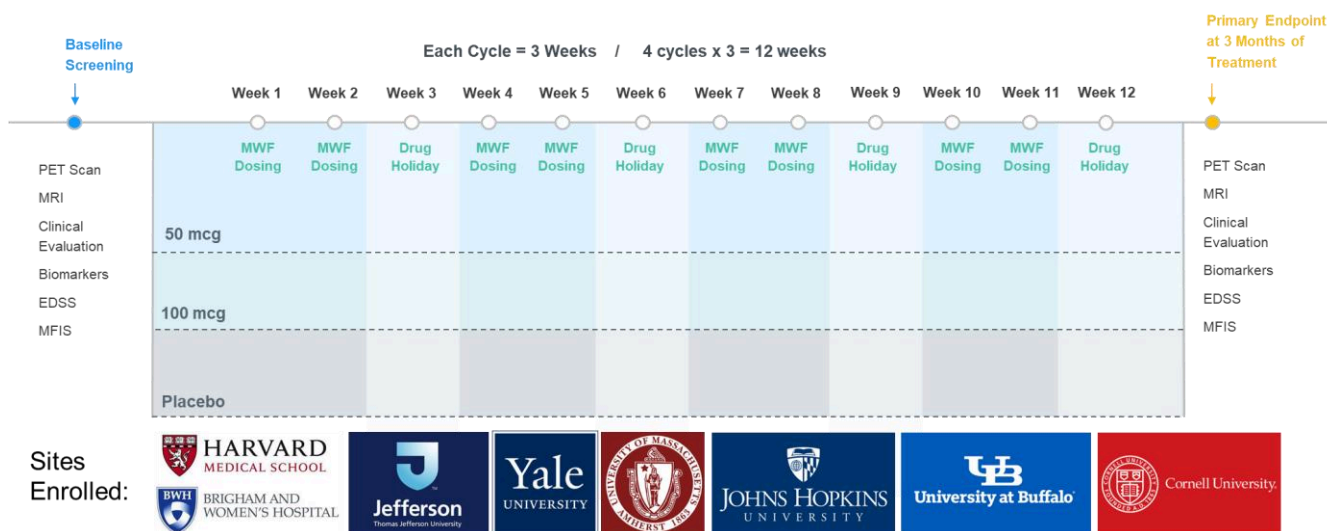 Baseline
Screening
Each Cycle = 3 Weeks / 4 cycles x 3 = 12 weeks
Primary Endpoint
at 3 Months of
Treatment
Week 1
Week 2
Week 3
Week 4
Week 5
Week 6
Week 7
Week 8
Week 9
Week 10
Week 11
Week 12
MWF
Dosing
MWF
Dosing
Drug
Holiday
MWF
Dosing
MWF
Dosing
Drug
Holiday
MWF
Dosing
MWF
Dosing
Drug
Holiday
MWF
Dosing
MWF
Dosing
Drug
Holiday
PET Scan
MRI
Clinical
Evaluation
Biomarkers
EDSS
MFIS
50 mcg
100 mcg
Placebo
PET Scan
MRI
Clinical
Evaluation
Biomarkers
EDSS
MFIS
Sites
Enrolled:
HARVARD
MEDICAL SCHOOL
BWH
BRIGHAM AND
WOMEN'S HOSPITAL
Jefferson
Thomas Jefferson University
Yale
UNIVERSITY
UNIVERSITY OF MASSACHUSETTS
AMHERST 1863
JOHNS HOPKINS
UNIVERSITY
UB
University at Buffalo
Cornell University.